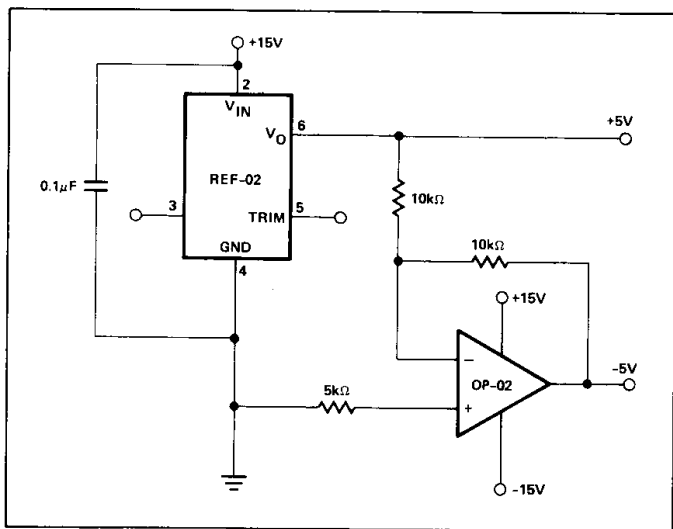 +15V
2
V_IN
V_O
6
+5V
0.1μF
REF-02
10kΩ
3
TRIM
5
GND
4
10kΩ
+15V
−
OP-02
−5V
5kΩ
+
−15V